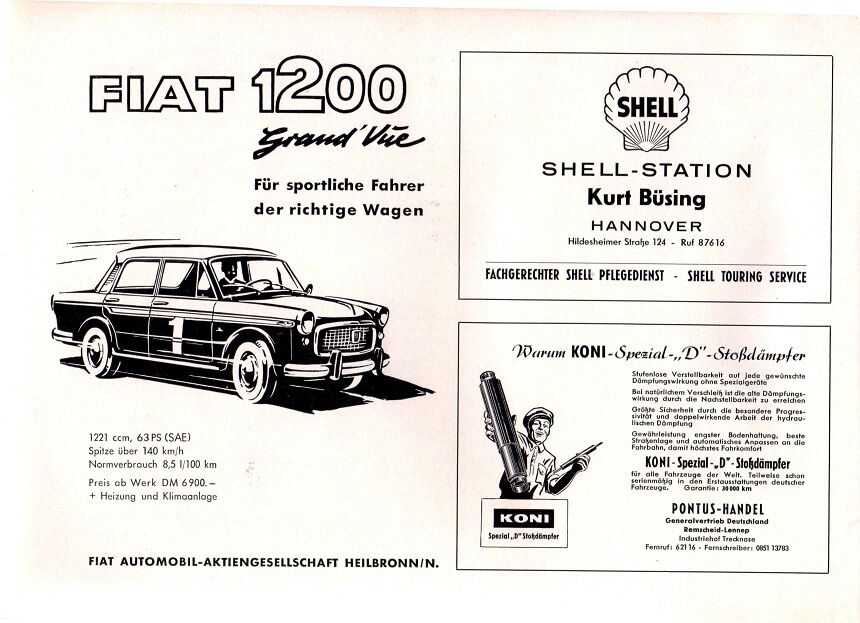 FIAT 1200
Grand'Vue
Für sportliche Fahrer
der richtige Wagen
1
1221 ccm, 63 PS (SAE)
Spitze über 140 km/h
Normverbrauch 8,5 l/100 km
Preis ab Werk DM 6900.–
+ Heizung und Klimaanlage
FIAT AUTOMOBIL-AKTIENGESELLSCHAFT HEILBRONN/N.
SHELL
SHELL-STATION
Kurt Büsing
HANNOVER
Hildesheimer Straße 124 - Ruf 87616
FACHGERECHTER SHELL PFLEGEDIENST - SHELL TOURING SERVICE
Warum KONI-Spezial-„D"-Stoßdämpfer
Stufenlose Verstellbarkeit auf jede gewünschte
Dämpfungswirkung ohne Spezialgeräte
Bei natürlichem Verschleiß ist die alte Dämpfungs-
wirkung durch die Nachstellbarkeit zu erreichen
Größte Sicherheit durch die besondere Progres-
sivität und doppelwirkende Arbeit der hydrau-
lischen Dämpfung
Gewährleistung engster Bodenhaltung, beste
Straßenlage und automatisches Anpassen an die
Fahrbahn, damit höchstes Fahrkomfort
KONI-Spezial-„D"-Stoßdämpfer
für alle Fahrzeuge der Welt. Teilweise schon
serienmäßig in den Erstausstattungen deutscher
Fahrzeuge. Garantie: 30000 km
KONI
Spezial „D" Stoßdämpfer
PONTUS-HANDEL
Generalvertrieb Deutschland
Remscheid-Lennep
Industriehof Trecknase
Fernruf: 62116 - Fernschreiber: 0851 13783